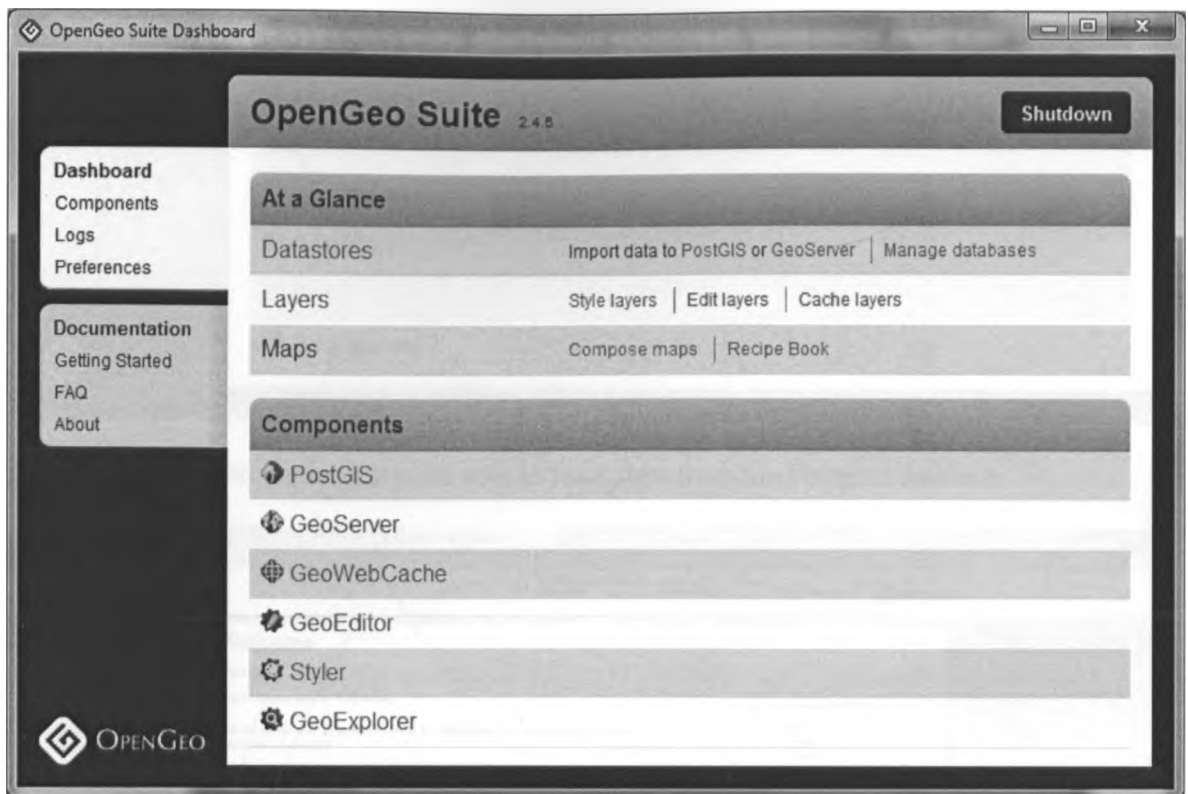 OpenGeo Suite Dashboard
OpenGeo Suite 2.4.5
Shutdown
Dashboard
Components
Logs
Preferences
Documentation
Getting Started
FAQ
About
At a Glance
Datastores Import data to PostGIS or GeoServer | Manage databases
Layers Style layers | Edit layers | Cache layers
Maps Compose maps | Recipe Book
Components
PostGIS
GeoServer
GeoWebCache
GeoEditor
Styler
GeoExplorer
OPENGEO